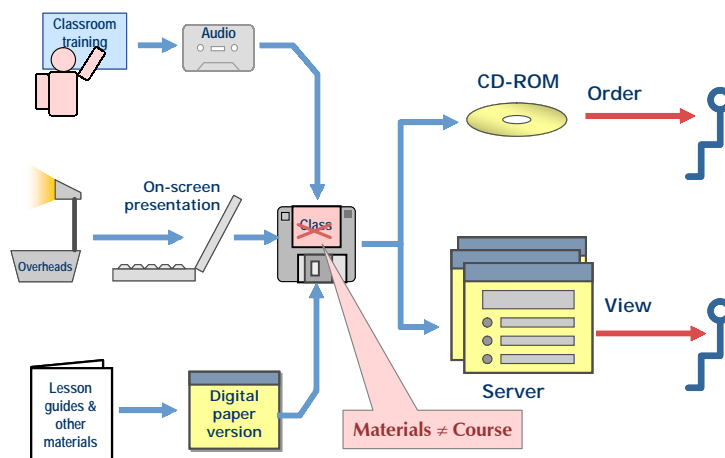 Classroom
training
Audio
CD-ROM
Order
On-screen
presentation
Class
Overheads
View
Server
Lesson
guides &
other
materials
Digital
paper
version
Materials ≠ Course